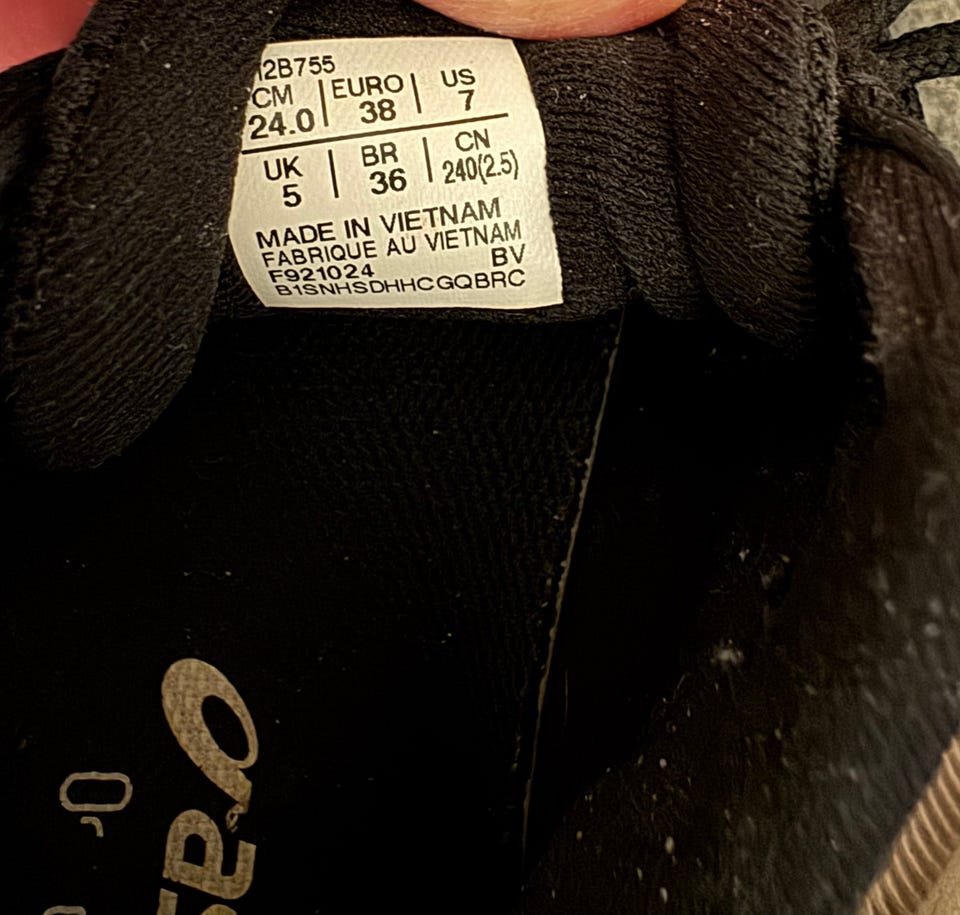 2B755
CM | EURO | US
24.0 | 38 | 7
UK | BR | CN
5 | 36 | 240(2.5)
MADE IN VIETNAM
FABRIQUE AU VIETNAM
BV
F921024
B1SNHSDHHCGQBRC